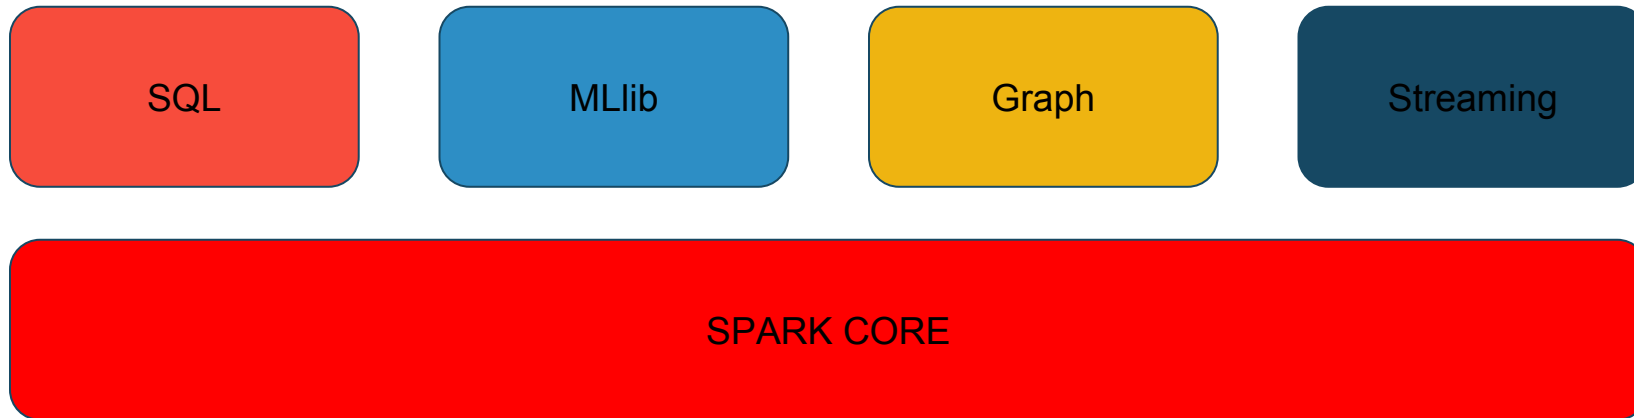 SQL
MLlib
Graph
Streaming
SPARK CORE